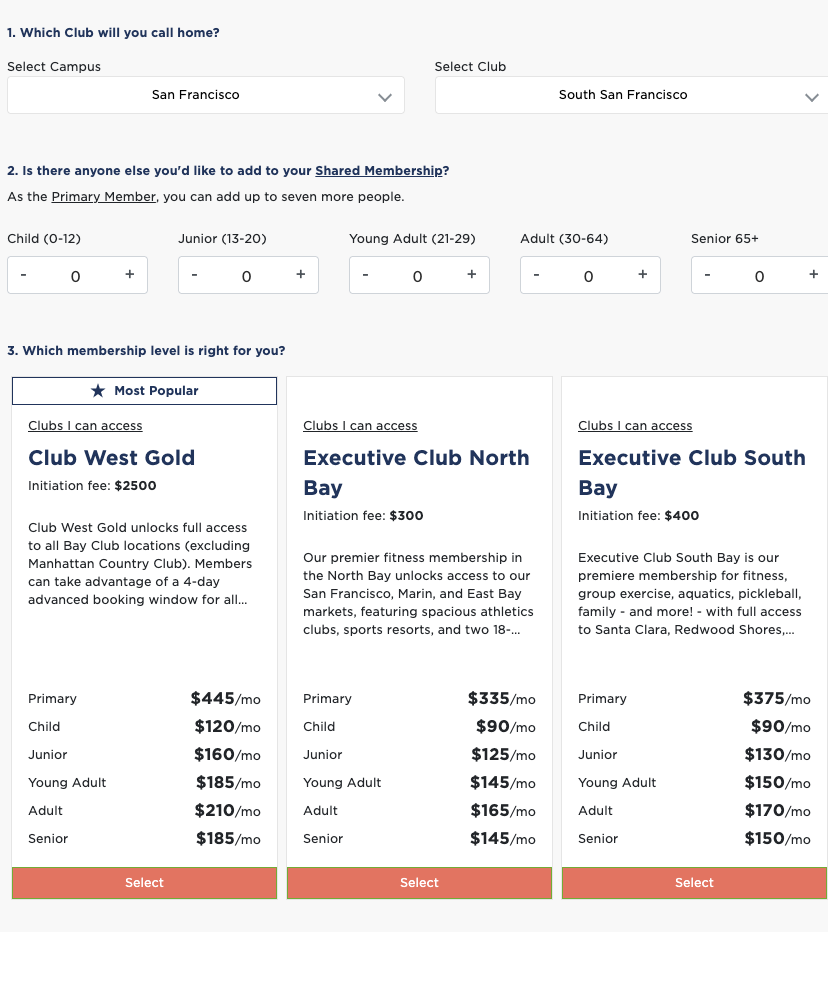 1. Which Club will you call home?
Select Campus
San Francisco
Select Club
South San Francisco
2. Is there anyone else you'd like to add to your Shared Membership?
As the Primary Member, you can add up to seven more people.
Child (0-12)
- 0 +
Junior (13-20)
- 0 +
Young Adult (21-29)
- 0 +
Adult (30-64)
- 0 +
Senior 65+
- 0 +
3. Which membership level is right for you?
★ Most Popular
Clubs I can access
Club West Gold
Initiation fee: $2500
Club West Gold unlocks full access
to all Bay Club locations (excluding
Manhattan Country Club). Members
can take advantage of a 4-day
advanced booking window for all...
Primary $445/mo
Child $120/mo
Junior $160/mo
Young Adult $185/mo
Adult $210/mo
Senior $185/mo
Select
Clubs I can access
Executive Club North
Bay
Initiation fee: $300
Our premier fitness membership in
the North Bay unlocks access to our
San Francisco, Marin, and East Bay
markets, featuring spacious athletics
clubs, sports resorts, and two 18-...
Primary $335/mo
Child $90/mo
Junior $125/mo
Young Adult $145/mo
Adult $165/mo
Senior $145/mo
Select
Clubs I can access
Executive Club South
Bay
Initiation fee: $400
Executive Club South Bay is our
premiere membership for fitness,
group exercise, aquatics, pickleball,
family - and more! - with full access
to Santa Clara, Redwood Shores,...
Primary $375/mo
Child $90/mo
Junior $130/mo
Young Adult $150/mo
Adult $170/mo
Senior $150/mo
Select